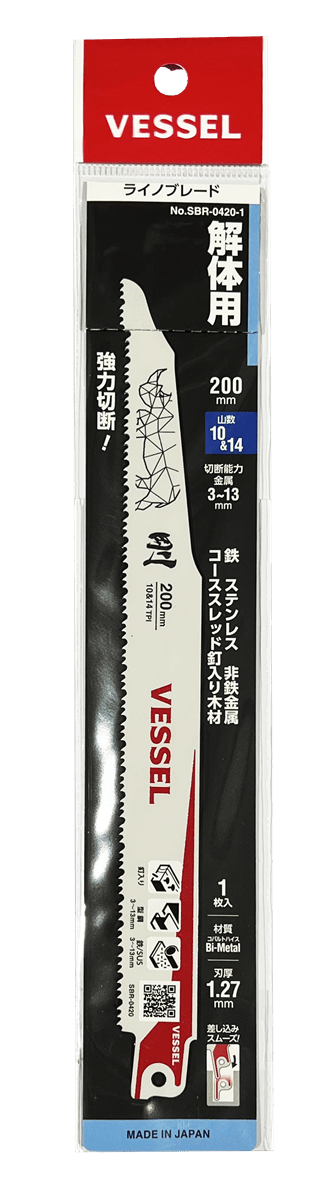 VESSEL
ライノブレード
No.SBR-0420-1
解体用
強力切断!
200
mm
山数
10
&14
切断能力
金属
3~13
mm
鉄 ステンレス 非鉄金属
コーススレッド釘入り木材
200mm
10&14 TPI
VESSEL
釘入り
型鋼
3~13mm
鉄/SUS
3~13mm
SBR-0420
VESSEL
1
枚入
材質
コバルトハイス
Bi-Metal
刃厚
1.27
mm
差し込み
スムーズ!
MADE IN JAPAN